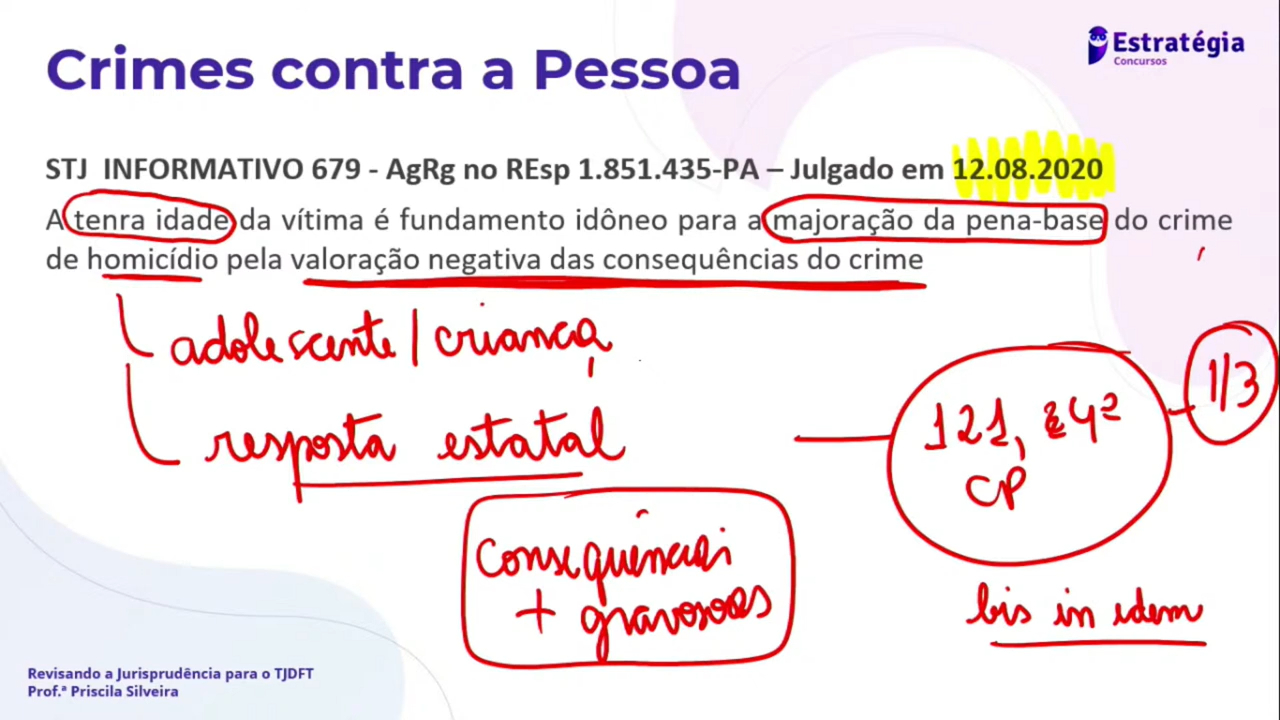 Crimes contra a Pessoa
Estratégia
Concursos
STJ INFORMATIVO 679 - AgRg no REsp 1.851.435-PA – Julgado em 12.08.2020
A tenra idade da vítima é fundamento idôneo para a majoração da pena-base do crime
de homicídio pela valoração negativa das consequências do crime
adolescente / criança
1/3
121, §4º
CP
resposta estatal
Consequências
+ gravosas
bis in idem
Revisando a Jurisprudência para o TJDFT
Prof.ª Priscila Silveira